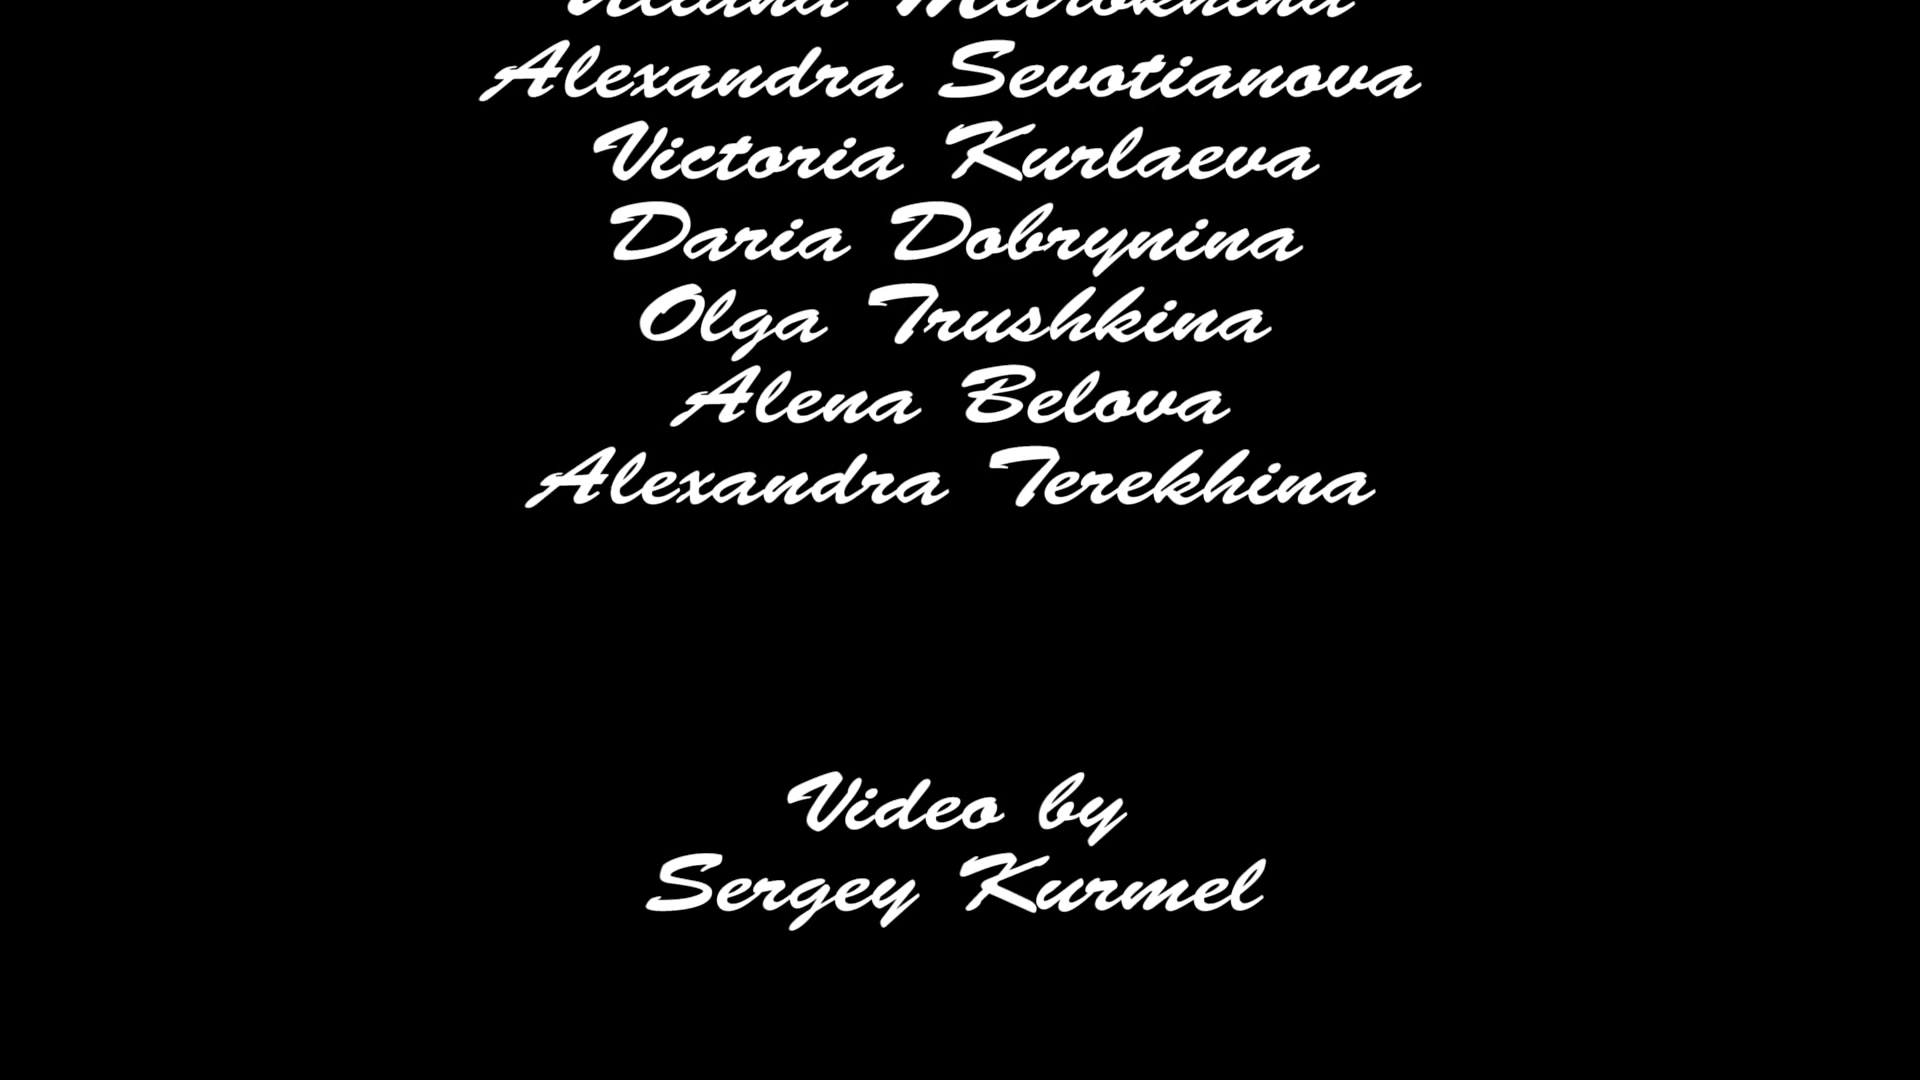 Alexandra Sevotianova
Victoria Kurlaeva
Daria Dobrynina
Olga Trushkina
Alena Belova
Alexandra Terekhina
Video by
Sergey Kurmel